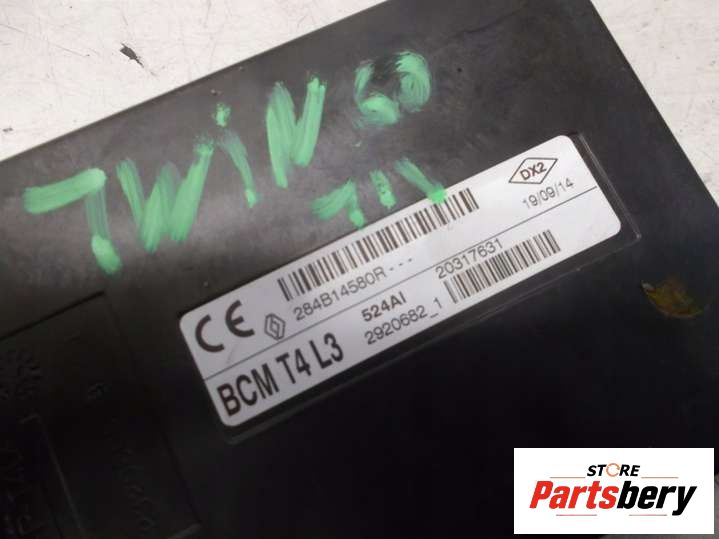 TWINGO
DX2
19/09/14
CE
284B14580R---
20317631
524AI
2920682_1
BCM T4 L3
STORE
Partsbery